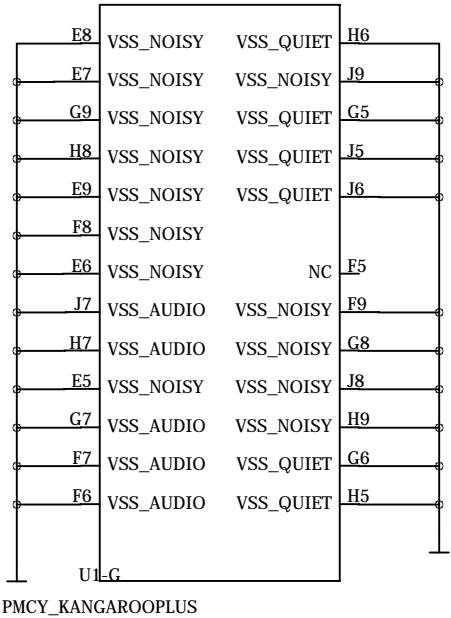 E8 VSS_NOISY VSS_QUIET H6
E7 VSS_NOISY VSS_NOISY J9
G9 VSS_NOISY VSS_QUIET G5
H8 VSS_NOISY VSS_QUIET J5
E9 VSS_NOISY VSS_QUIET J6
F8 VSS_NOISY
E6 VSS_NOISY NC F5
J7 VSS_AUDIO VSS_NOISY F9
H7 VSS_AUDIO VSS_NOISY G8
E5 VSS_NOISY VSS_NOISY J8
G7 VSS_AUDIO VSS_NOISY H9
F7 VSS_AUDIO VSS_QUIET G6
F6 VSS_AUDIO VSS_QUIET H5
U1-G
PMCY_KANGAROOPLUS